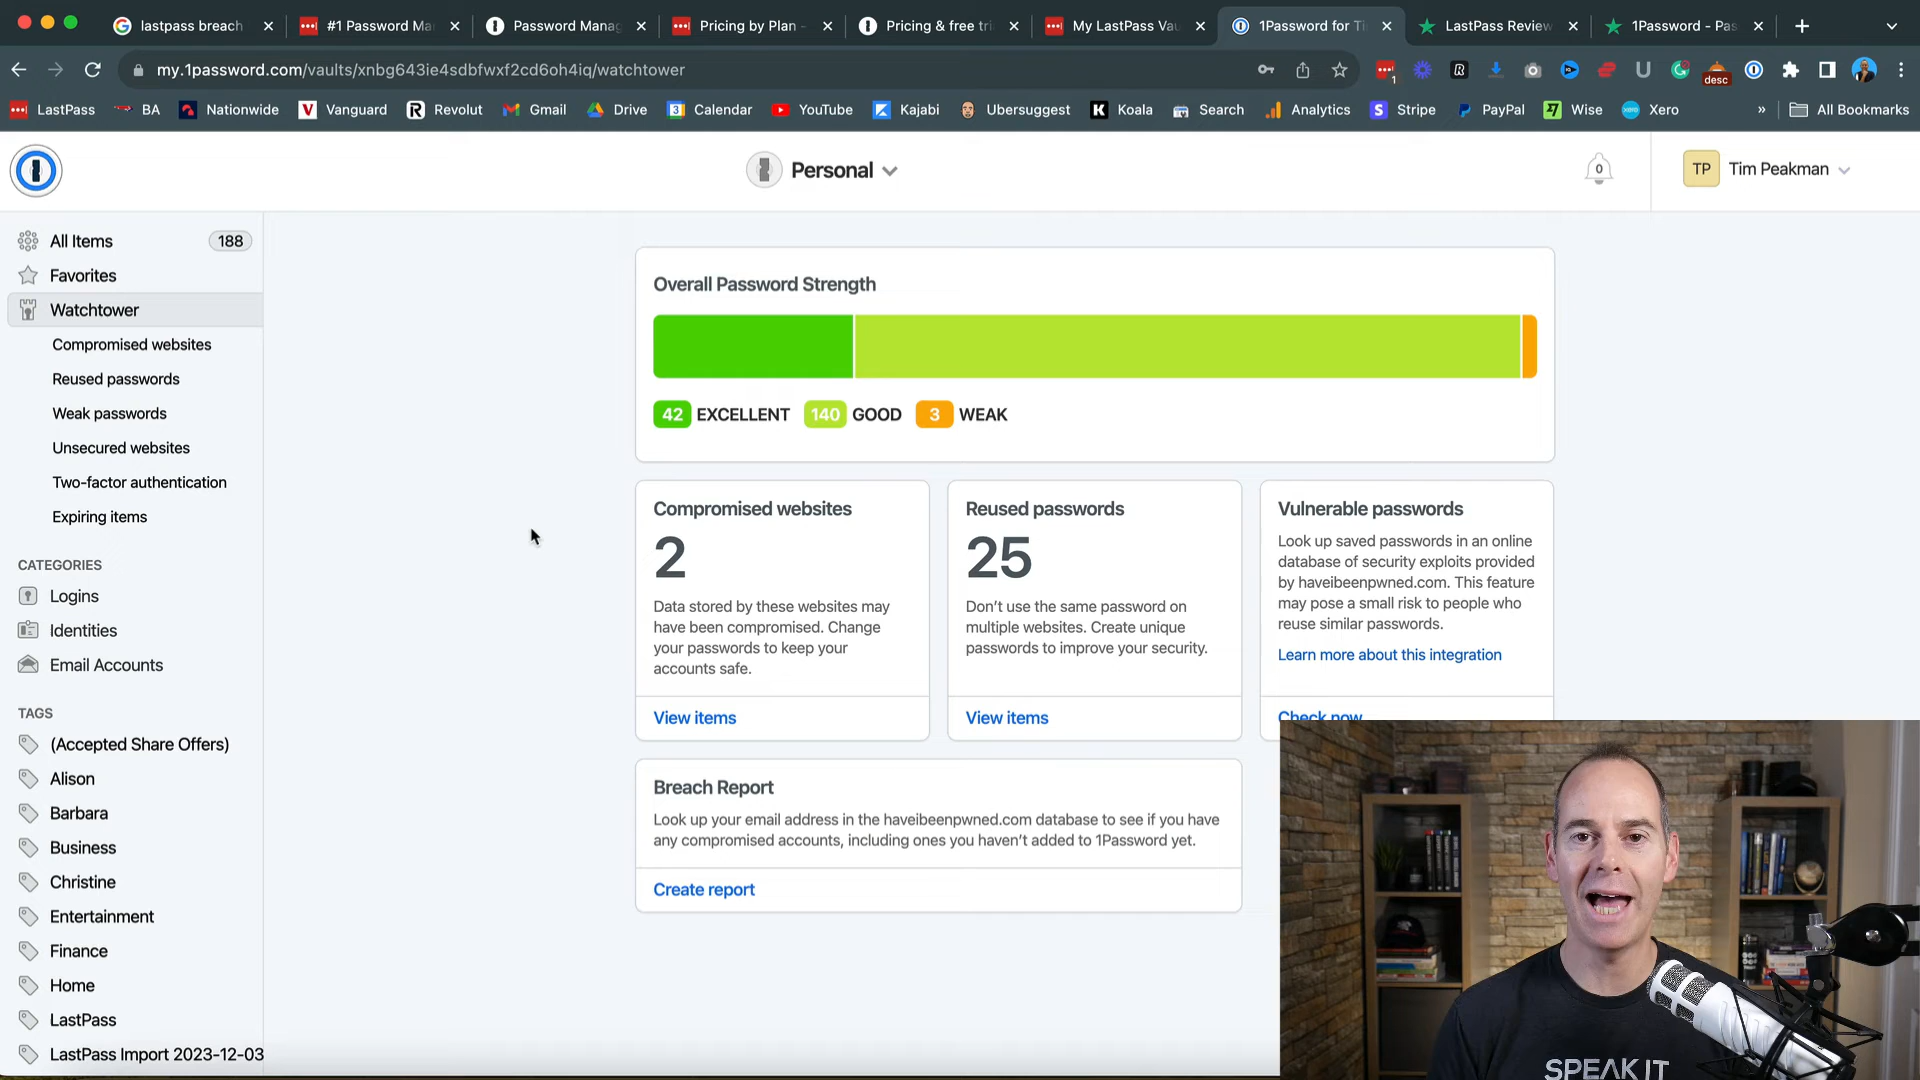 lastpass breach
#1 Password Ma
Password Manag
Pricing by Plan -
Pricing & free tri
My LastPass Vau
1Password for Ti
LastPass Review
1Password - Pas
my.1password.com/vaults/xnbg643ie4sdbfwxf2cd6oh4iq/watchtower
1
desc
LastPass
BA
Nationwide
Vanguard
Revolut
Gmail
Drive
Calendar
YouTube
Kajabi
Ubersuggest
Koala
Search
Analytics
Stripe
PayPal
Wise
Xero
»
All Bookmarks
Personal
0
TP
Tim Peakman
All Items
188
Favorites
Watchtower
Compromised websites
Reused passwords
Weak passwords
Unsecured websites
Two-factor authentication
Expiring items
CATEGORIES
Logins
Identities
Email Accounts
TAGS
(Accepted Share Offers)
Alison
Barbara
Business
Christine
Entertainment
Finance
Home
LastPass
LastPass Import 2023-12-03
Overall Password Strength
42 EXCELLENT 140 GOOD 3 WEAK
Compromised websites
2
Data stored by these websites may
have been compromised. Change
your passwords to keep your
accounts safe.
View items
Reused passwords
25
Don't use the same password on
multiple websites. Create unique
passwords to improve your security.
View items
Vulnerable passwords
Look up saved passwords in an online
database of security exploits provided
by haveibeenpwned.com. This feature
may pose a small risk to people who
reuse similar passwords.
Learn more about this integration
Check now
Breach Report
Look up your email address in the haveibeenpwned.com database to see if you have
any compromised accounts, including ones you haven't added to 1Password yet.
Create report
SPEAK IT